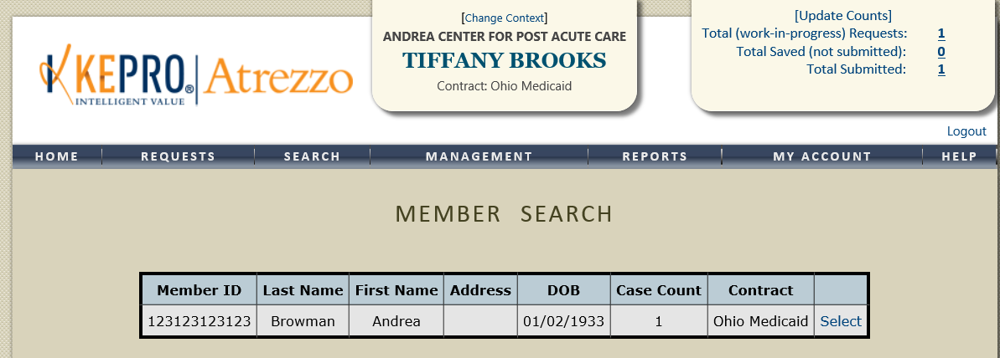 [Change Context]
ANDREA CENTER FOR POST ACUTE CARE
TIFFANY BROOKS
Contract: Ohio Medicaid
[Update Counts]
Total (work-in-progress) Requests: 1
Total Saved (not submitted): 0
Total Submitted: 1
KEPRO® Atrezzo
INTELLIGENT VALUE
Logout
HOME REQUESTS SEARCH MANAGEMENT REPORTS MY ACCOUNT HELP
MEMBER SEARCH
Member ID Last Name First Name Address DOB Case Count Contract
123123123123 Browman Andrea 01/02/1933 1 Ohio Medicaid Select